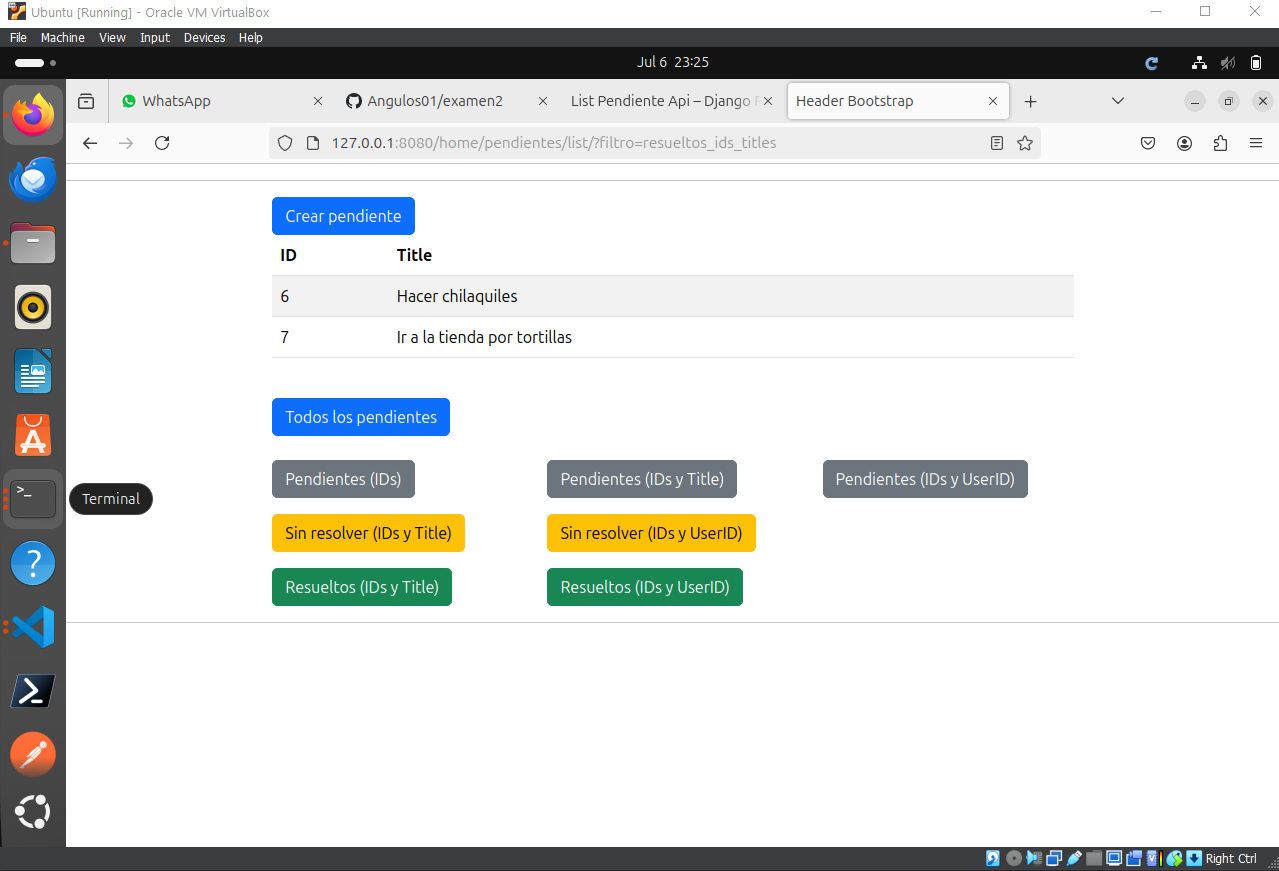 Ubuntu [Running] - Oracle VM VirtualBox
File Machine View Input Devices Help
Jul 6 23:25
WhatsApp
Angulos01/examen2
List Pendiente Api – Django
Header Bootstrap
127.0.0.1:8080/home/pendientes/list/?filtro=resueltos_ids_titles
Crear pendiente
ID Title
6 Hacer chilaquiles
7 Ir a la tienda por tortillas
Todos los pendientes
Pendientes (IDs) Pendientes (IDs y Title) Pendientes (IDs y UserID)
Terminal
Sin resolver (IDs y Title) Sin resolver (IDs y UserID)
Resueltos (IDs y Title) Resueltos (IDs y UserID)
Right Ctrl